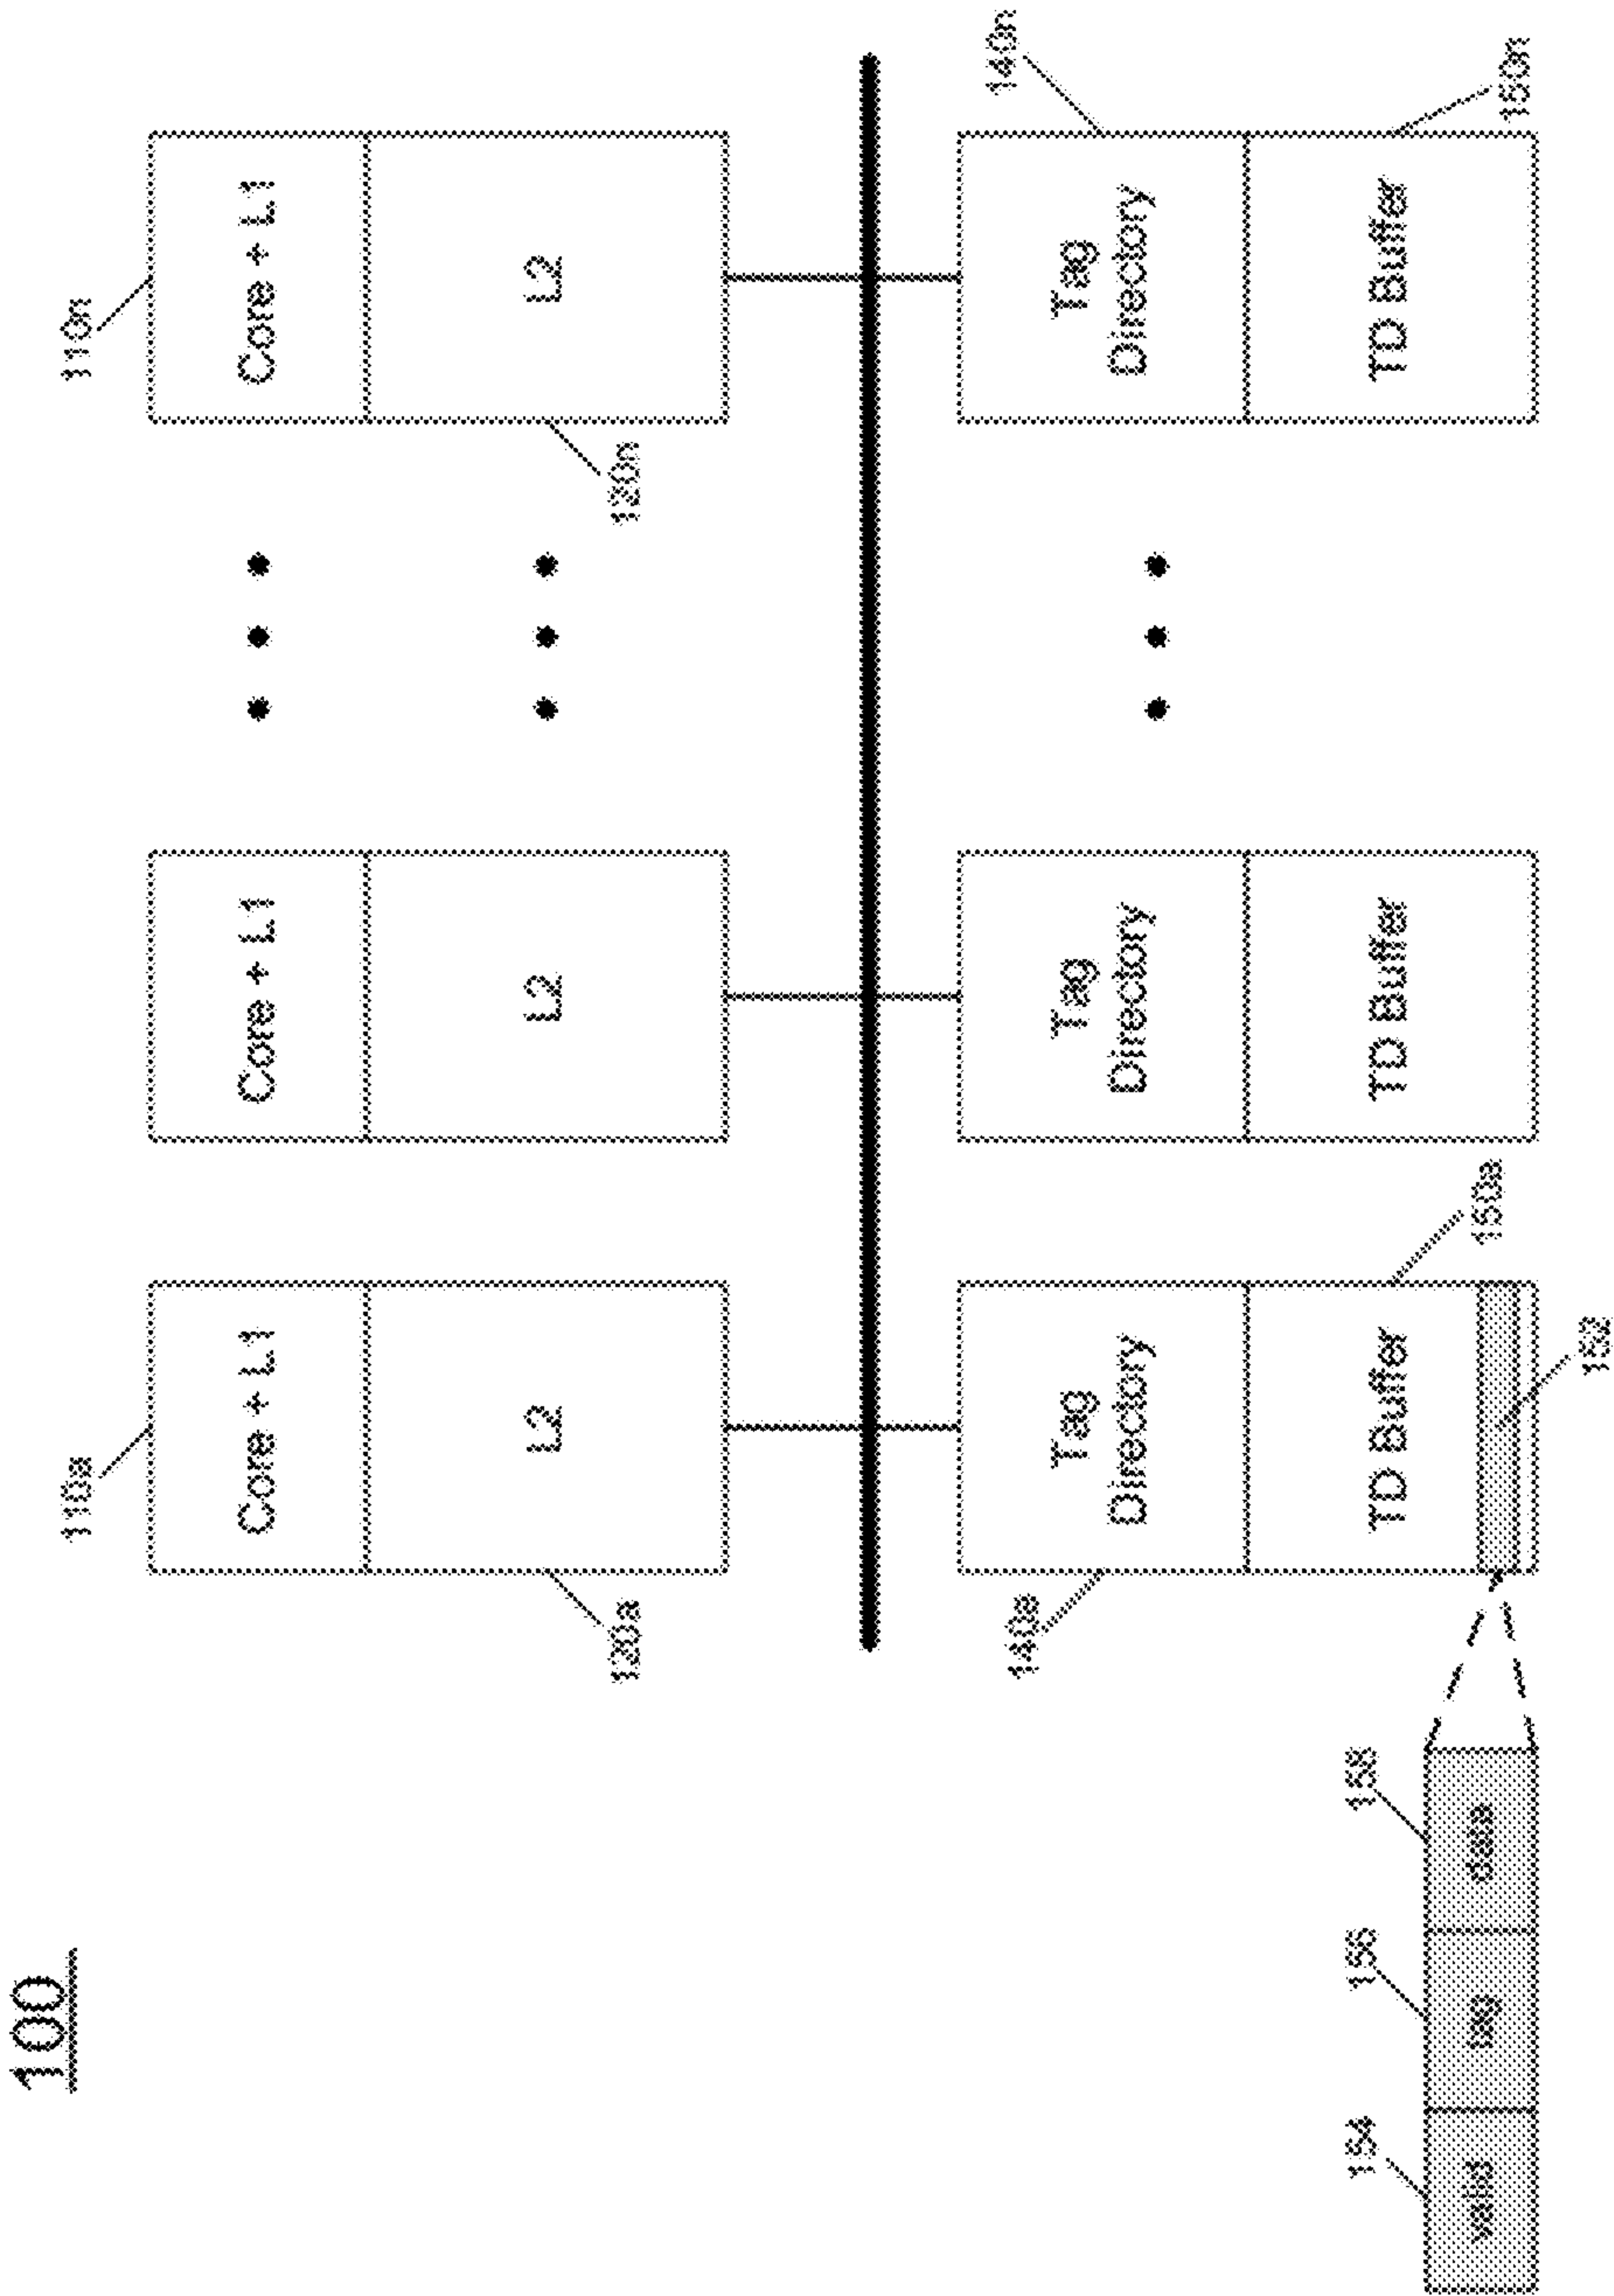 100
110a
110n
Core + L1
Core + L1
Core + L1
L2
L2
L2
120a
120n
140a
140n
Tag
Directory
Tag
Directory
Tag
Directory
TD Buffer
TD Buffer
TD Buffer
150a
150n
154
156
158
valid
tag
data
152